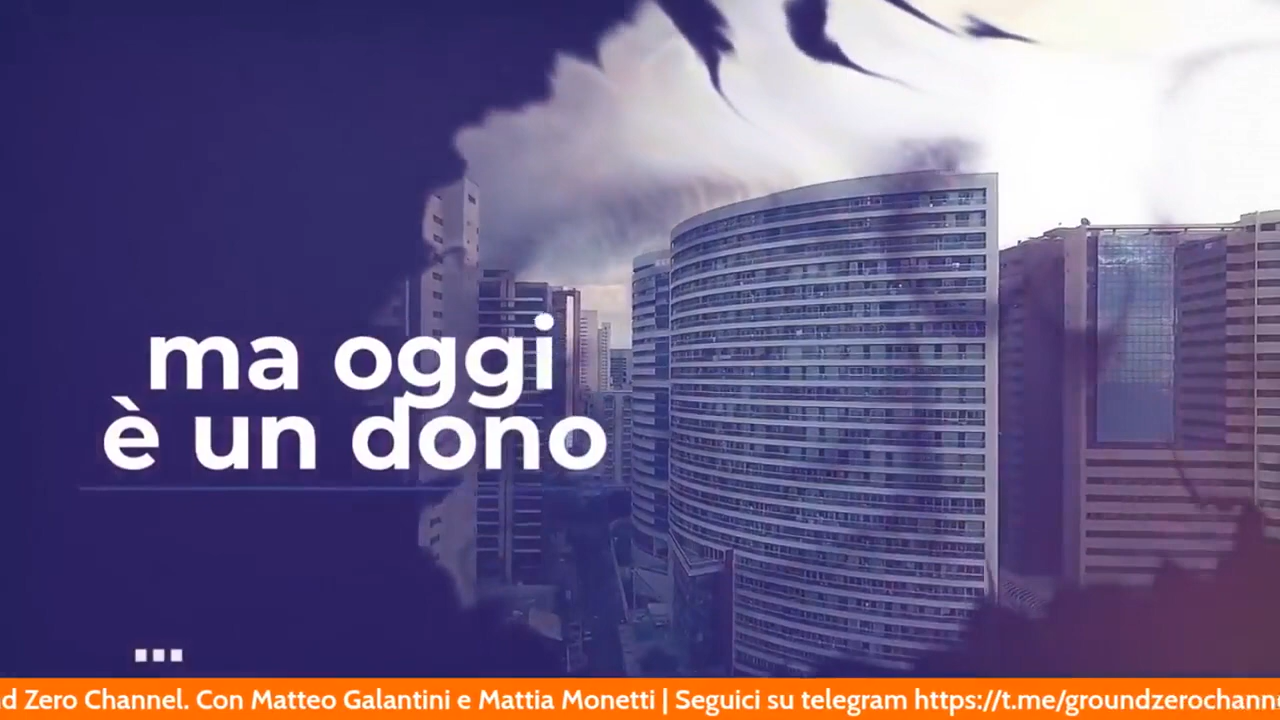 ma oggi
è un dono
...
d Zero Channel. Con Matteo Galantini e Mattia Monetti | Seguici su telegram https://t.me/groundzerochann